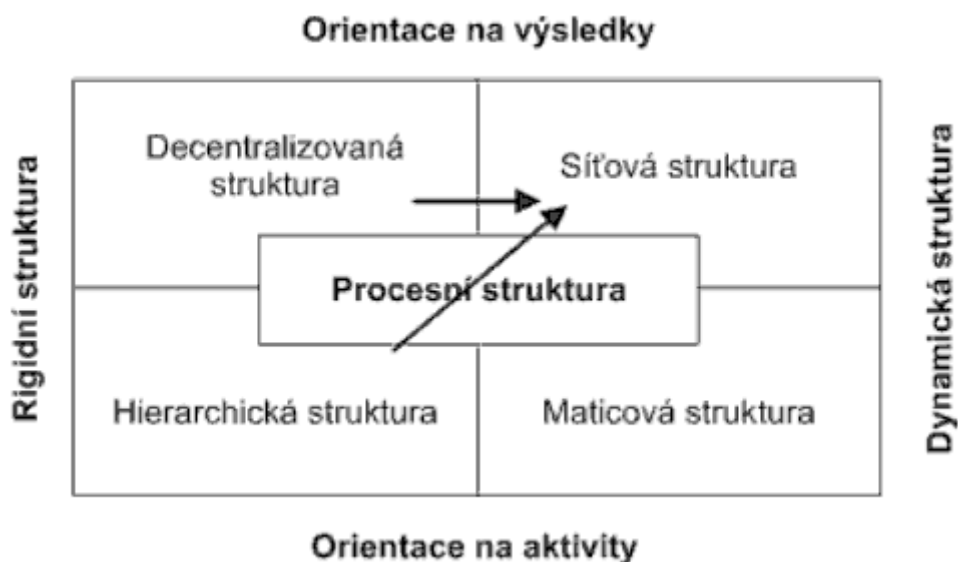 Orientace na výsledky
Rigidní struktura
Decentralizovaná
struktura
Síťová struktura
Procesní struktura
Hierarchická struktura
Maticová struktura
Dynamická struktura
Orientace na aktivity